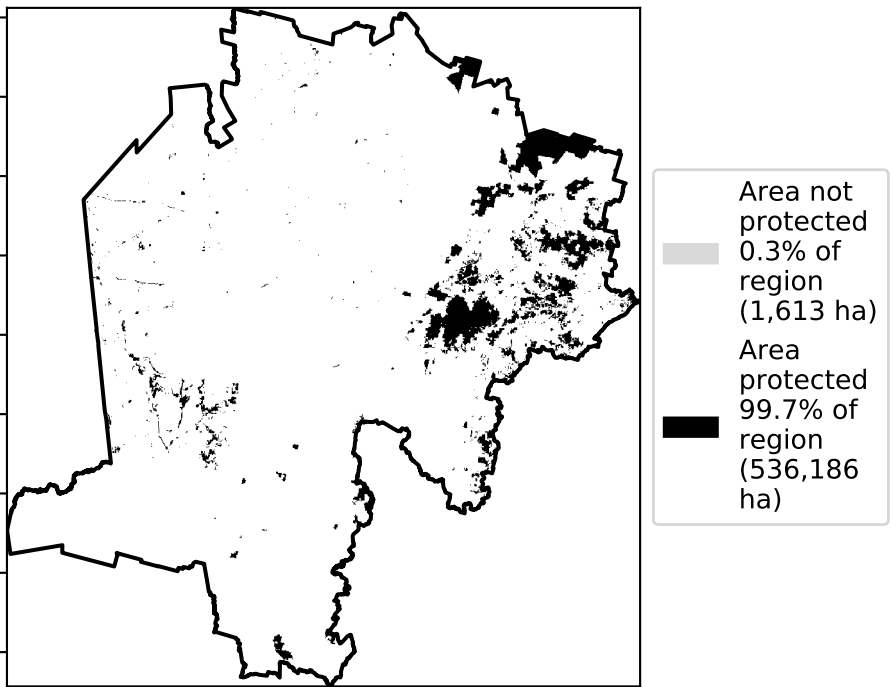 Area not
protected
0.3% of
region
(1,613 ha)
Area
protected
99.7% of
region
(536,186
ha)